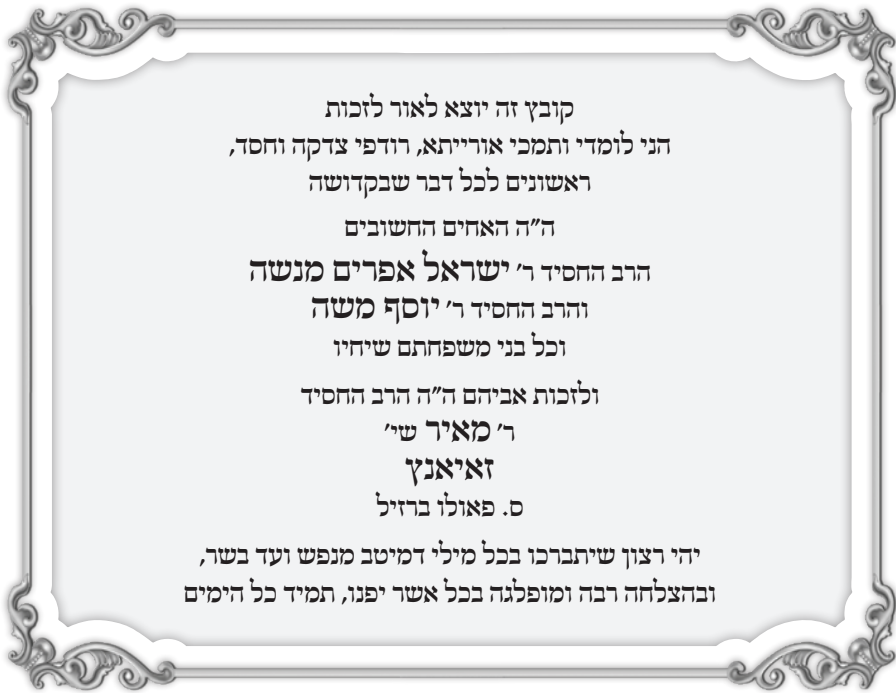 קובץ זה יוצא לאור לזכות
הני לומדי ותמכי אורייתא, רודפי צדקה וחסד,
ראשונים לכל דבר שבקדושה
ה"ה האחים החשובים
הרב החסיד ר' ישראל אפרים מנשה
והרב החסיד ר' יוסף משה
וכל בני משפחתם שיחיו
ולזכות אביהם ה"ה הרב החסיד
ר' מאיר שי'
זאיאנץ
ס. פאולו ברזיל
יהי רצון שיתברכו בכל מילי דמיטב מנפש ועד בשר,
ובהצלחה רבה ומופלגה בכל אשר יפנו, תמיד כל הימים